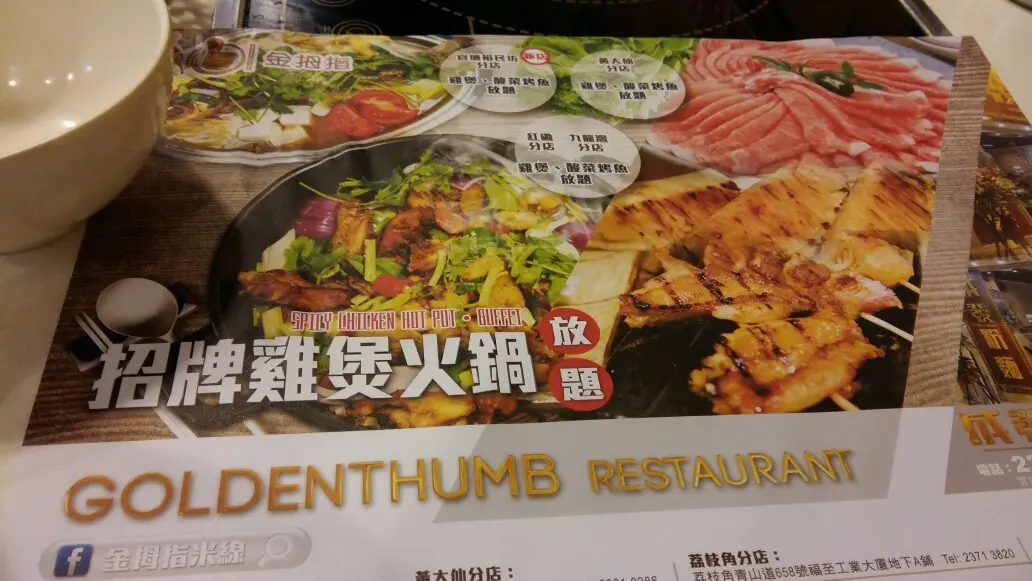 金拇指
官塘裕民坊
分店
新店
雞煲、酸菜烤魚
放題
黃大仙
分店
雞煲、酸菜烤魚
放題
紅磡 九龍灣
分店 分店
雞煲、酸菜烤魚
放題
SPICY CHICKEN HOT POT · BUFFET
招牌雞煲火鍋 放題
GOLDENTHUMB RESTAURANT
f 金拇指米線
黃大仙分店：
荔枝角分店：
荔枝角青山道658號福至工業大廈地下A鋪 Tel: 2371 3820
電話：